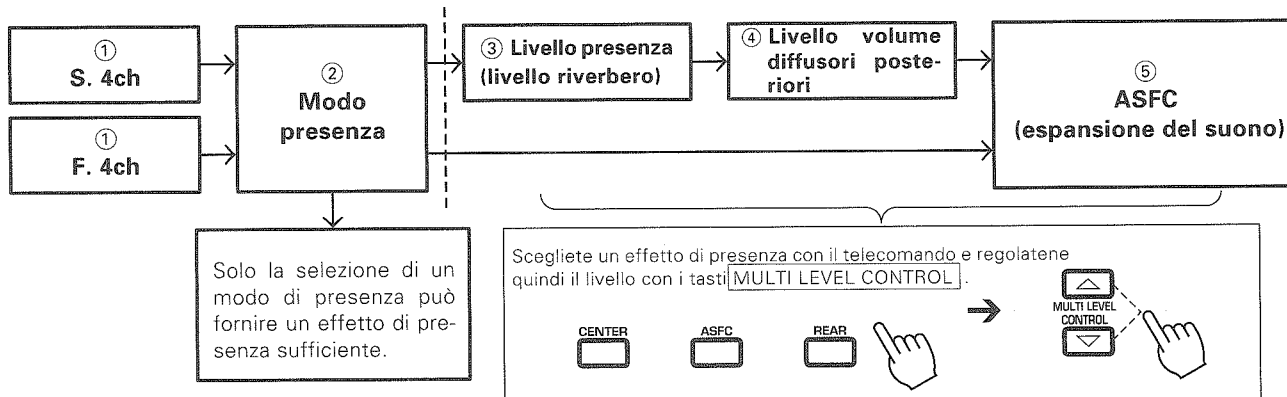 ①
S. 4ch
①
F. 4ch
②
Modo
presenza
③ Livello presenza
(livello riverbero)
④ Livello volume
diffusori poste-
riori
⑤
ASFC
(espansione del suono)
Solo la selezione di un
modo di presenza può
fornire un effetto di pre-
senza sufficiente.
Scegliete un effetto di presenza con il telecomando e regolatene
quindi il livello con i tasti MULTI LEVEL CONTROL .
CENTER
ASFC
REAR
MULTI LEVEL
CONTROL